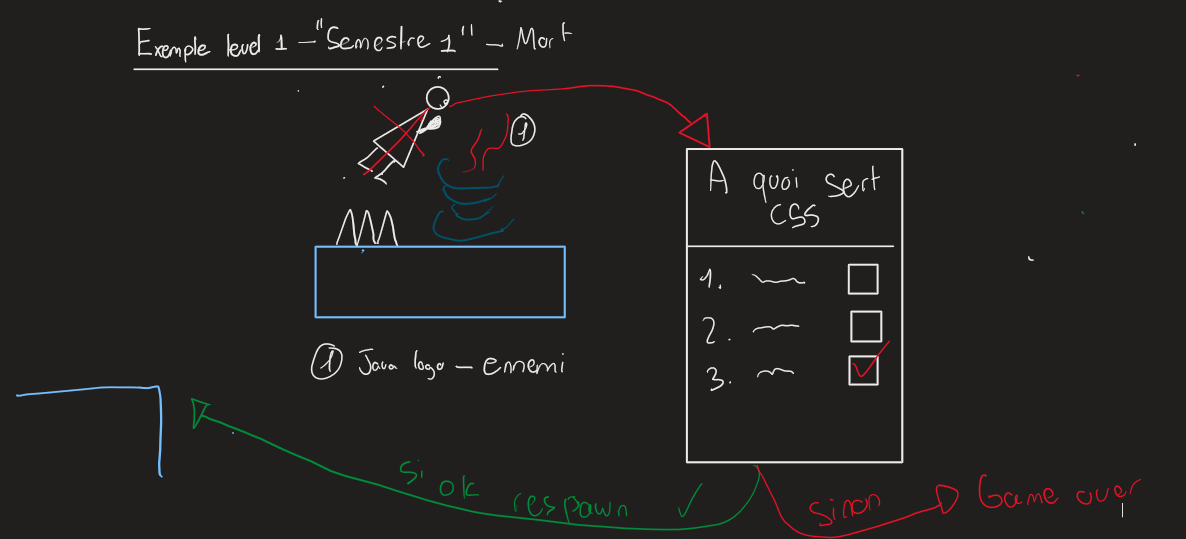 Exemple level 1 - "Semestre 1" - Mort
1
A quoi sert
CSS
1.
2.
3.
1 Java logo - ennemi
Si ok respawn
sinon Game over